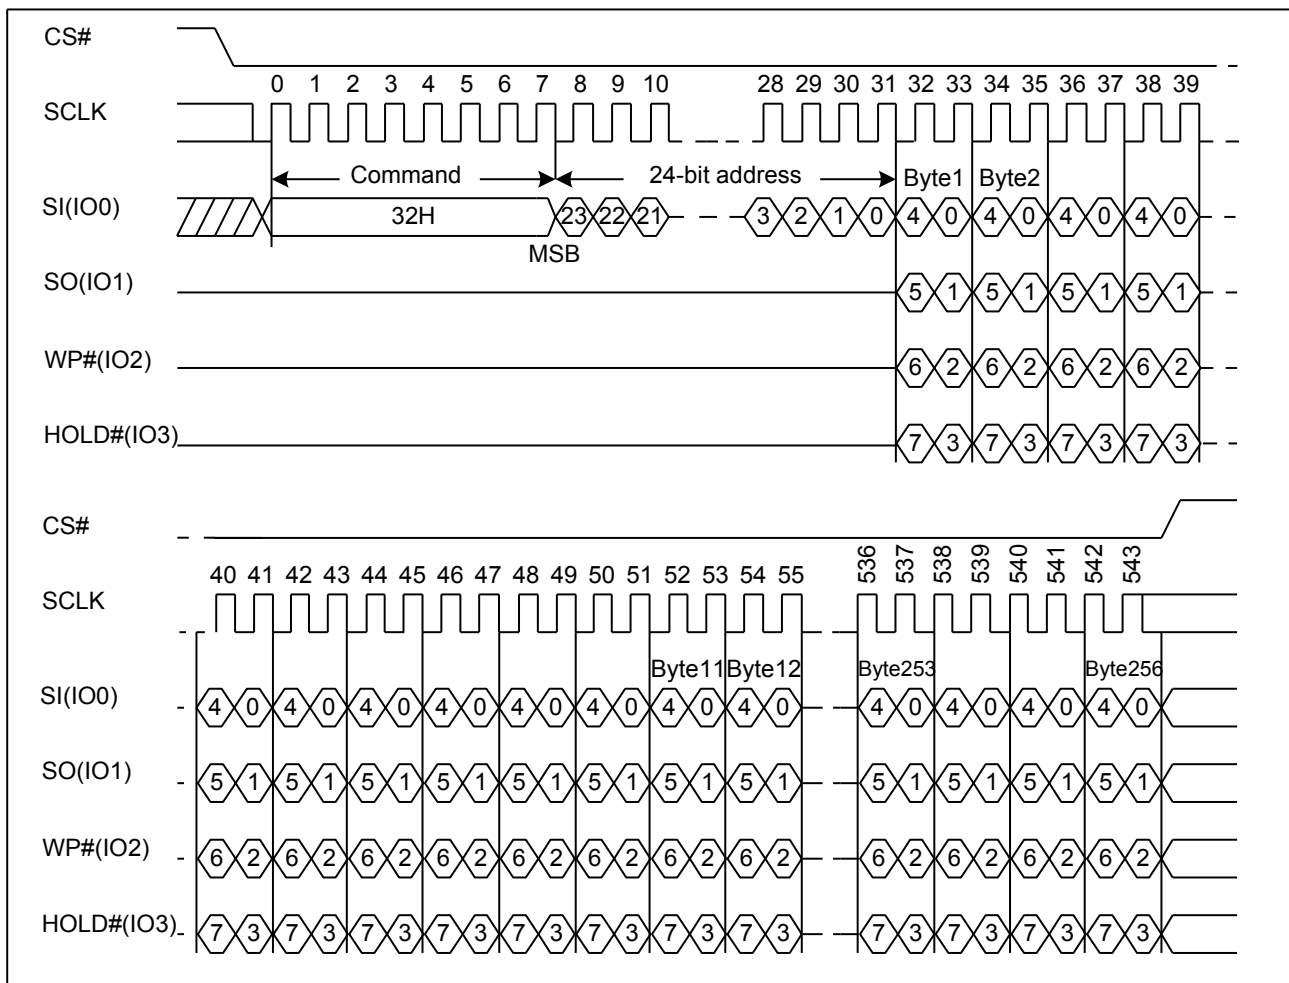 CS#
0 1 2 3 4 5 6 7 8 9 10 28 29 30 31 32 33 34 35 36 37 38 39
SCLK
Command 24-bit address Byte1 Byte2
SI(IO0) 32H 23 22 21 3 2 1 0 4 0 4 0 4 0 4 0
MSB
SO(IO1) 5 1 5 1 5 1 5 1
WP#(IO2) 6 2 6 2 6 2 6 2
HOLD#(IO3) 7 3 7 3 7 3 7 3
CS#
40 41 42 43 44 45 46 47 48 49 50 51 52 53 54 55 536 537 538 539 540 541 542 543
SCLK
Byte11 Byte12 Byte253 Byte256
SI(IO0) 4 0 4 0 4 0 4 0 4 0 4 0 4 0 4 0 4 0 4 0 4 0 4 0
SO(IO1) 5 1 5 1 5 1 5 1 5 1 5 1 5 1 5 1 5 1 5 1 5 1 5 1
WP#(IO2) 6 2 6 2 6 2 6 2 6 2 6 2 6 2 6 2 6 2 6 2 6 2 6 2
HOLD#(IO3) 7 3 7 3 7 3 7 3 7 3 7 3 7 3 7 3 7 3 7 3 7 3 7 3